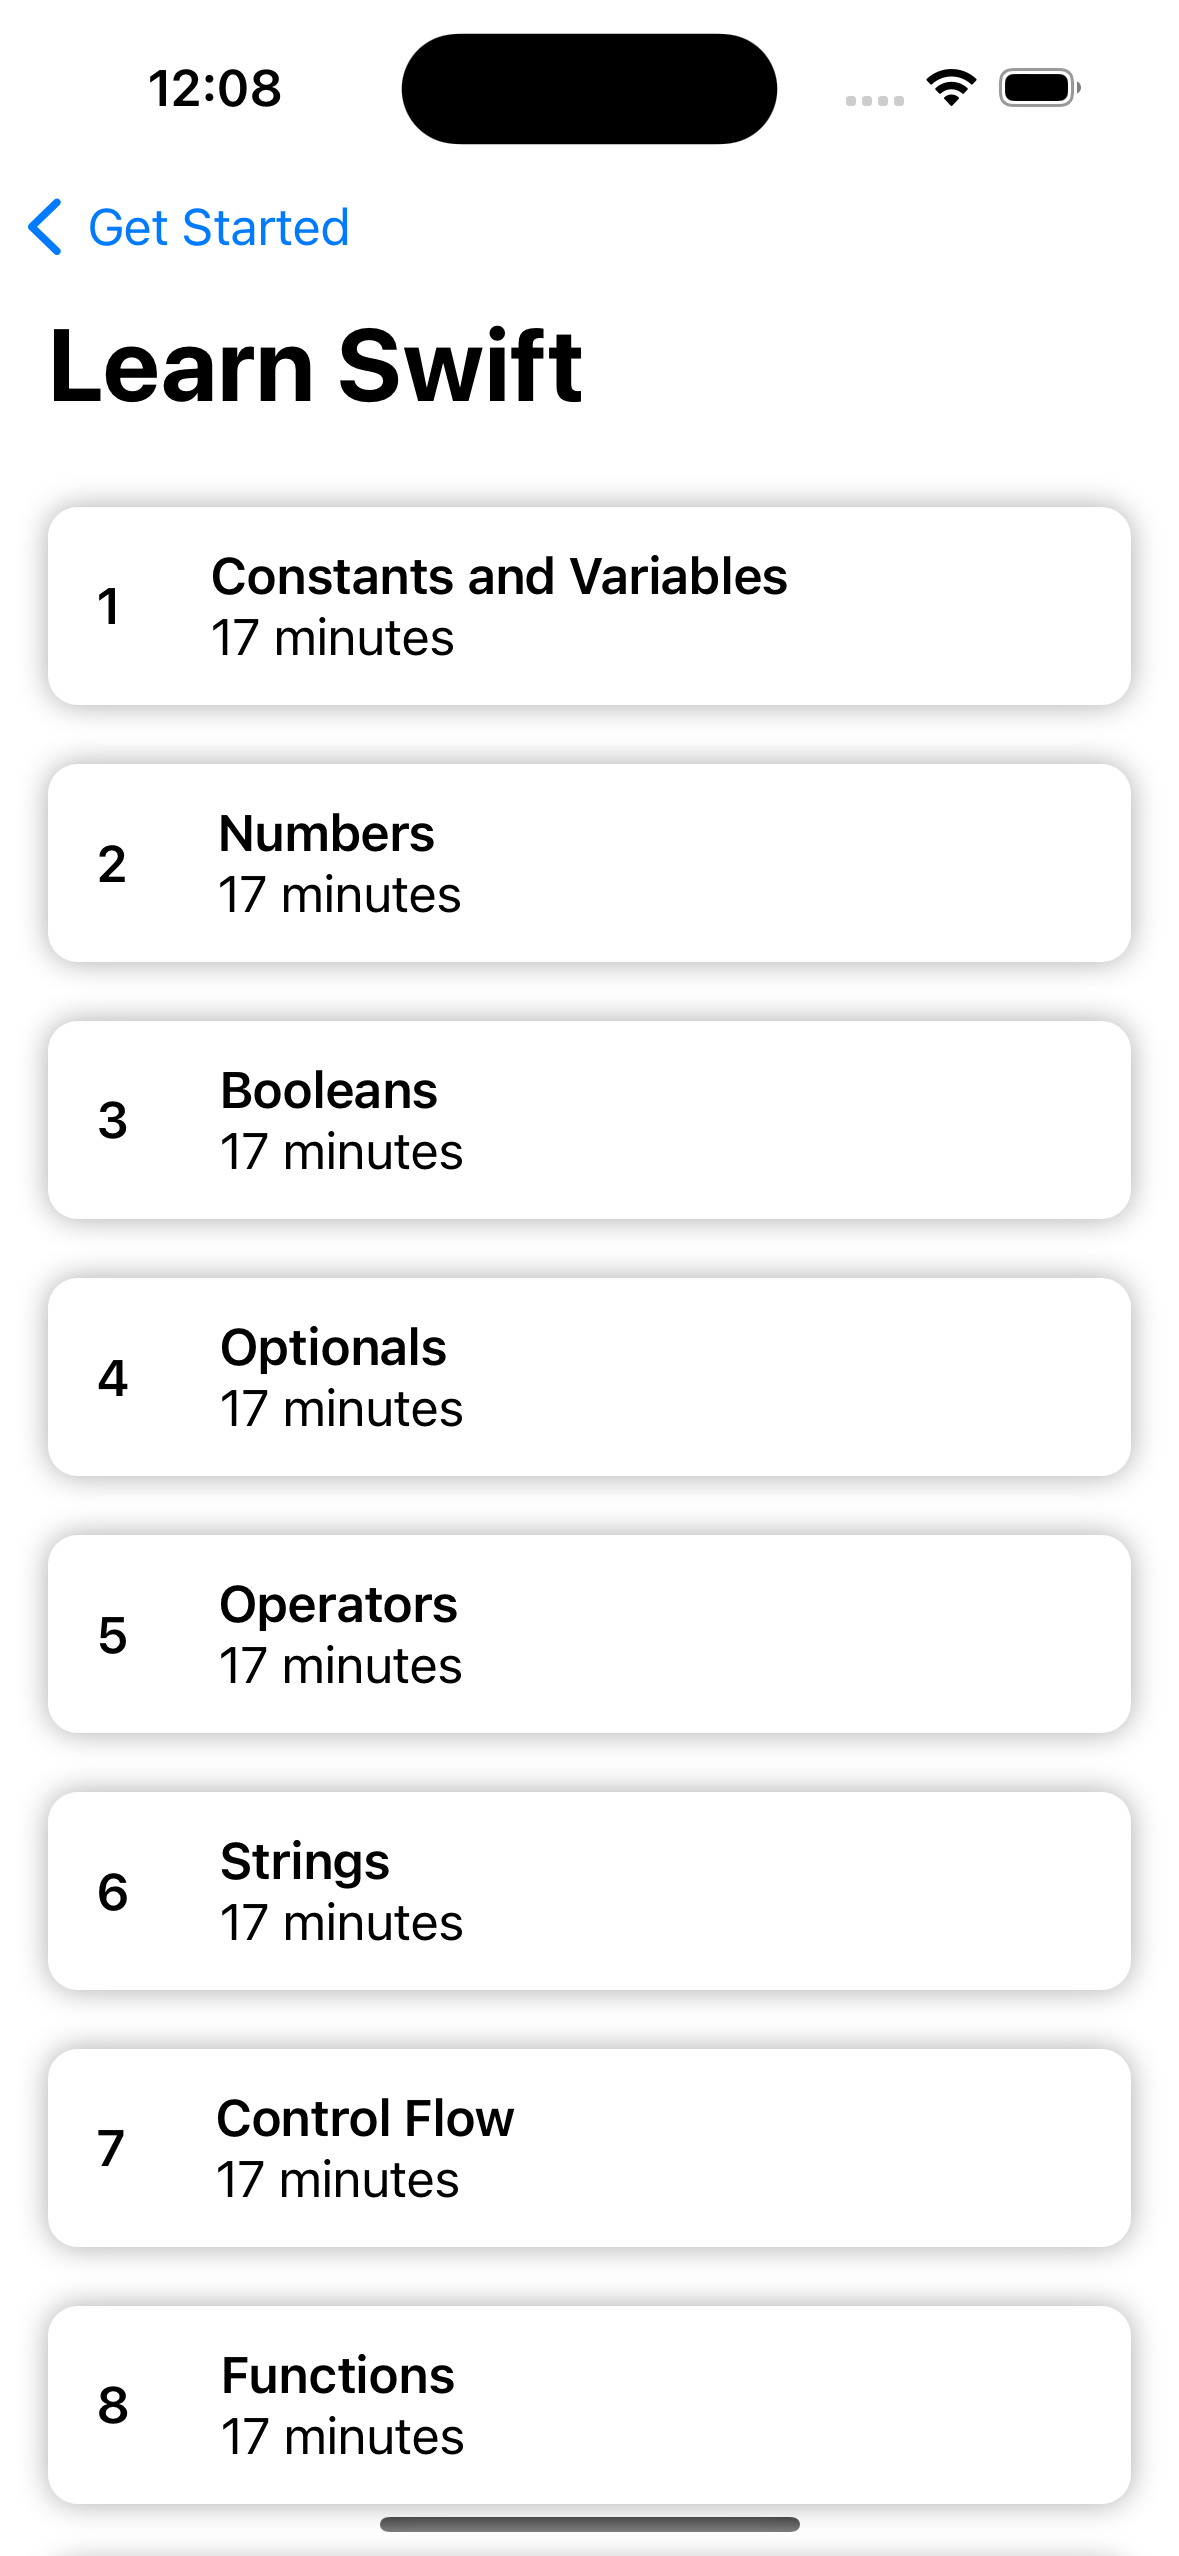 12:08
Get Started
Learn Swift
1
Constants and Variables
17 minutes
2
Numbers
17 minutes
3
Booleans
17 minutes
4
Optionals
17 minutes
5
Operators
17 minutes
6
Strings
17 minutes
7
Control Flow
17 minutes
8
Functions
17 minutes